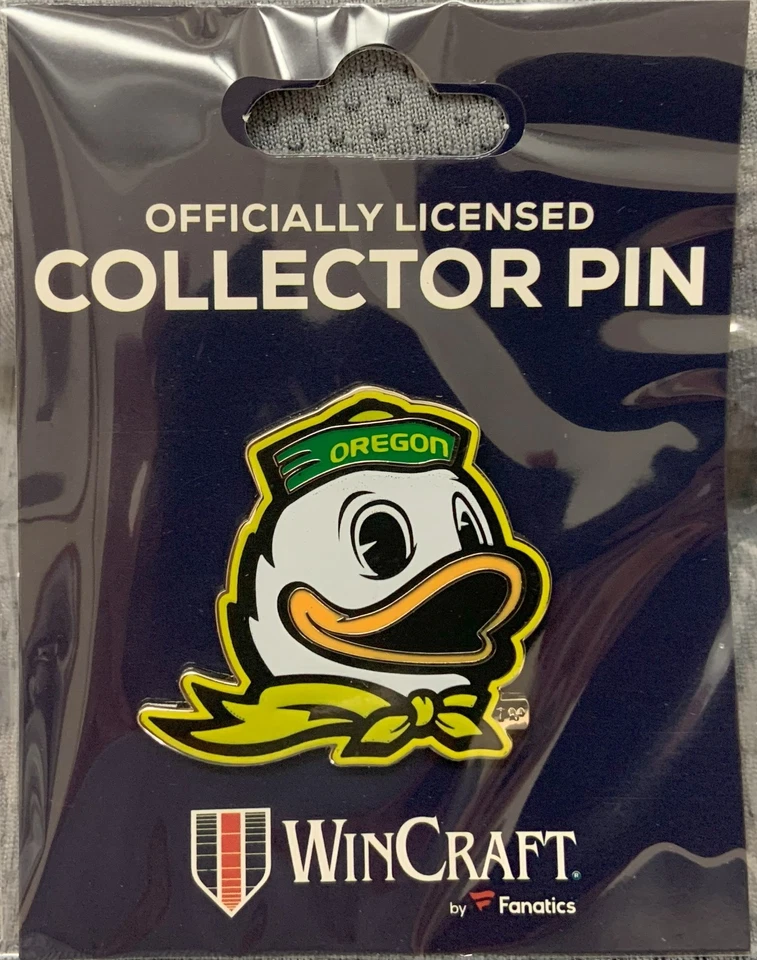 OFFICIALLY LICENSED
COLLECTOR PIN
OREGON
WINCRAFT®
by Fanatics